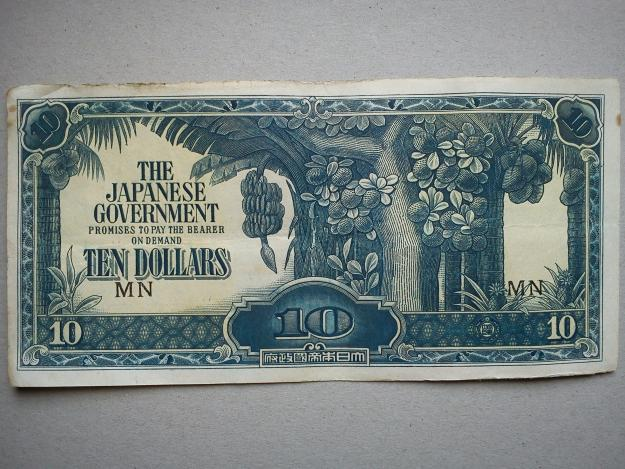 10 10
THE
JAPANESE
GOVERNMENT
PROMISES TO PAY THE BEARER
ON DEMAND
TEN DOLLARS
MN MN
10 10 10
府政國帝本日大